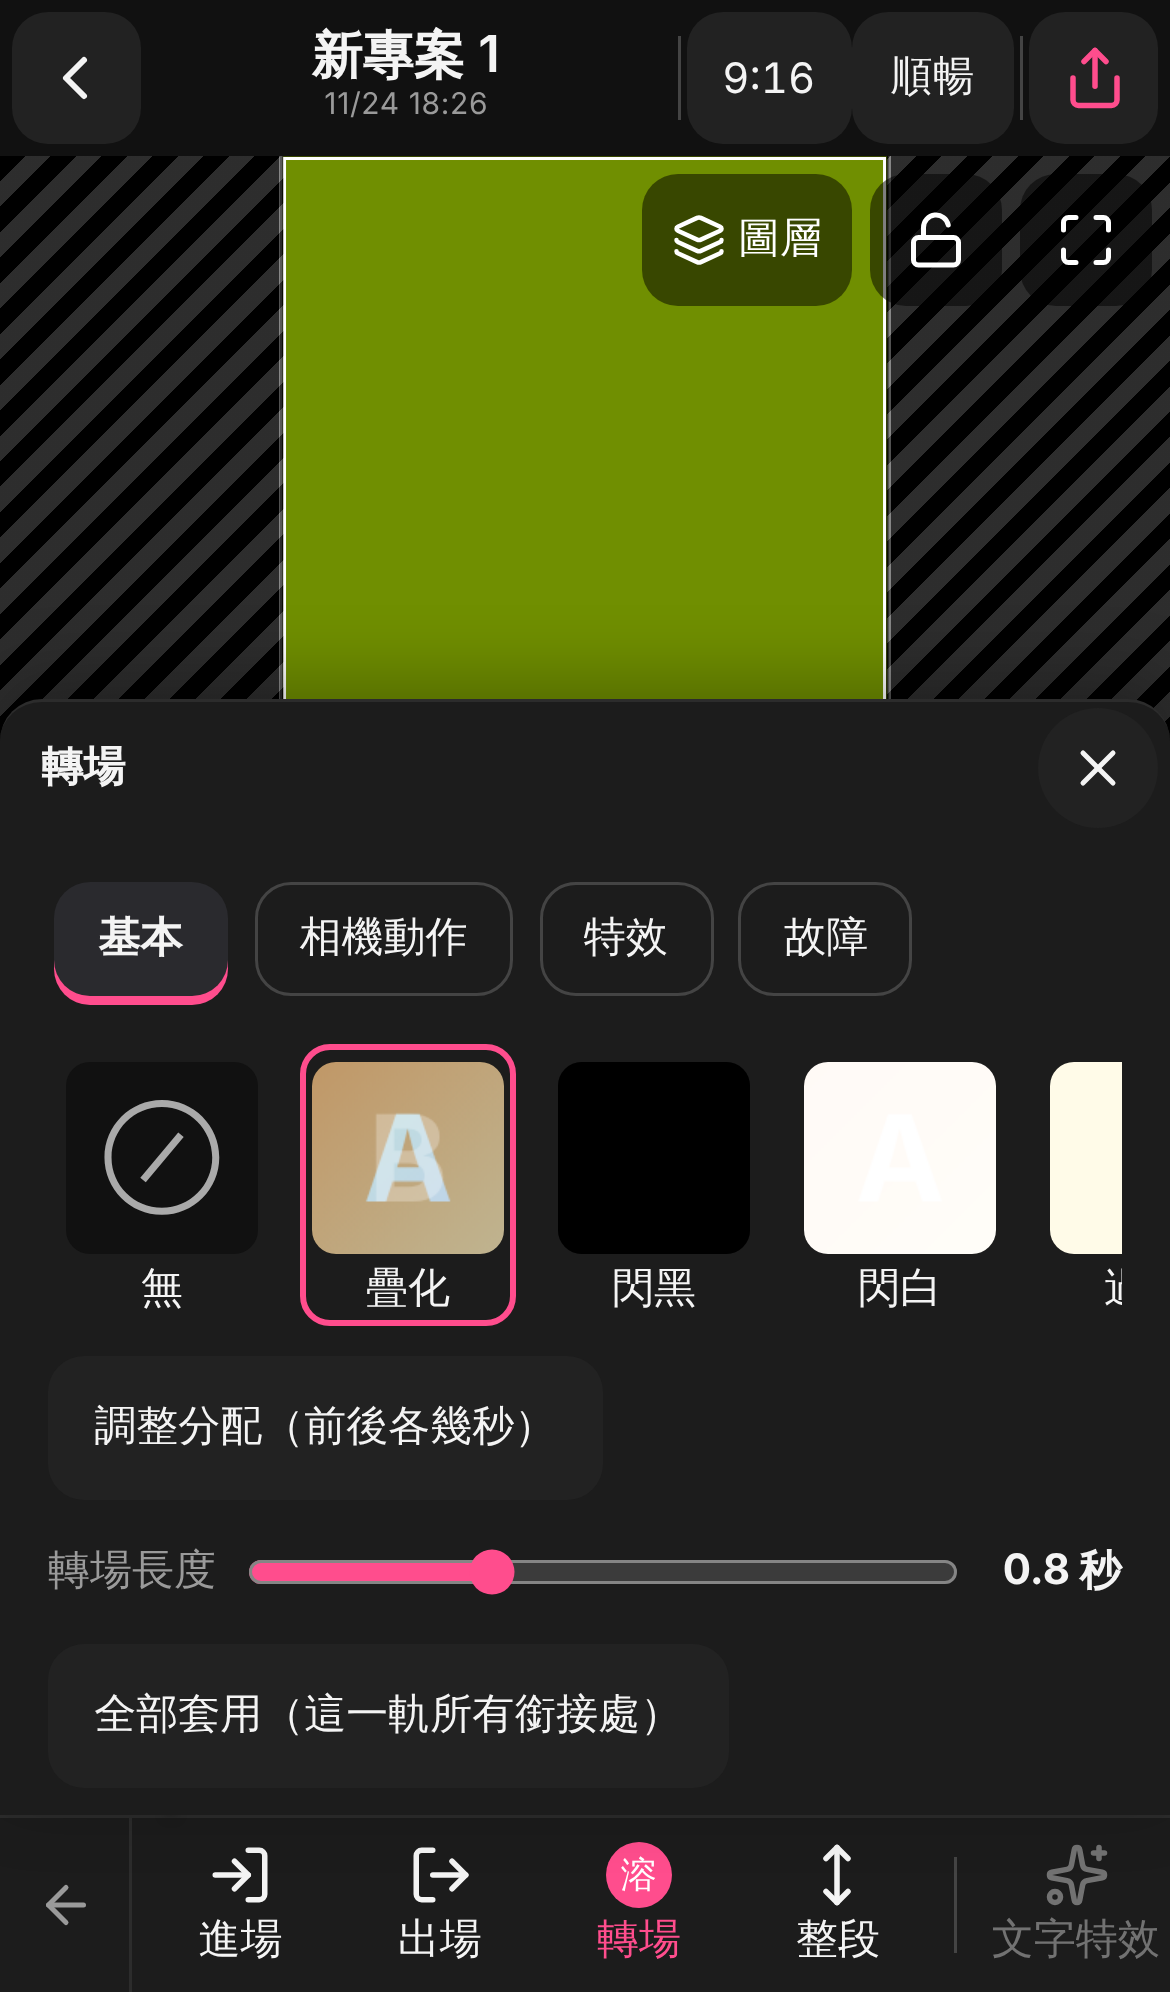 新專案 1
11/24 18:26
9:16
順暢
圖層
轉場
基本
相機動作
特效
故障
A B
A
無
疊化
閃黑
閃白
調整分配（前後各幾秒）
轉場長度
0.8 秒
全部套用（這一軌所有銜接處）
溶
進場
出場
轉場
整段
文字特效